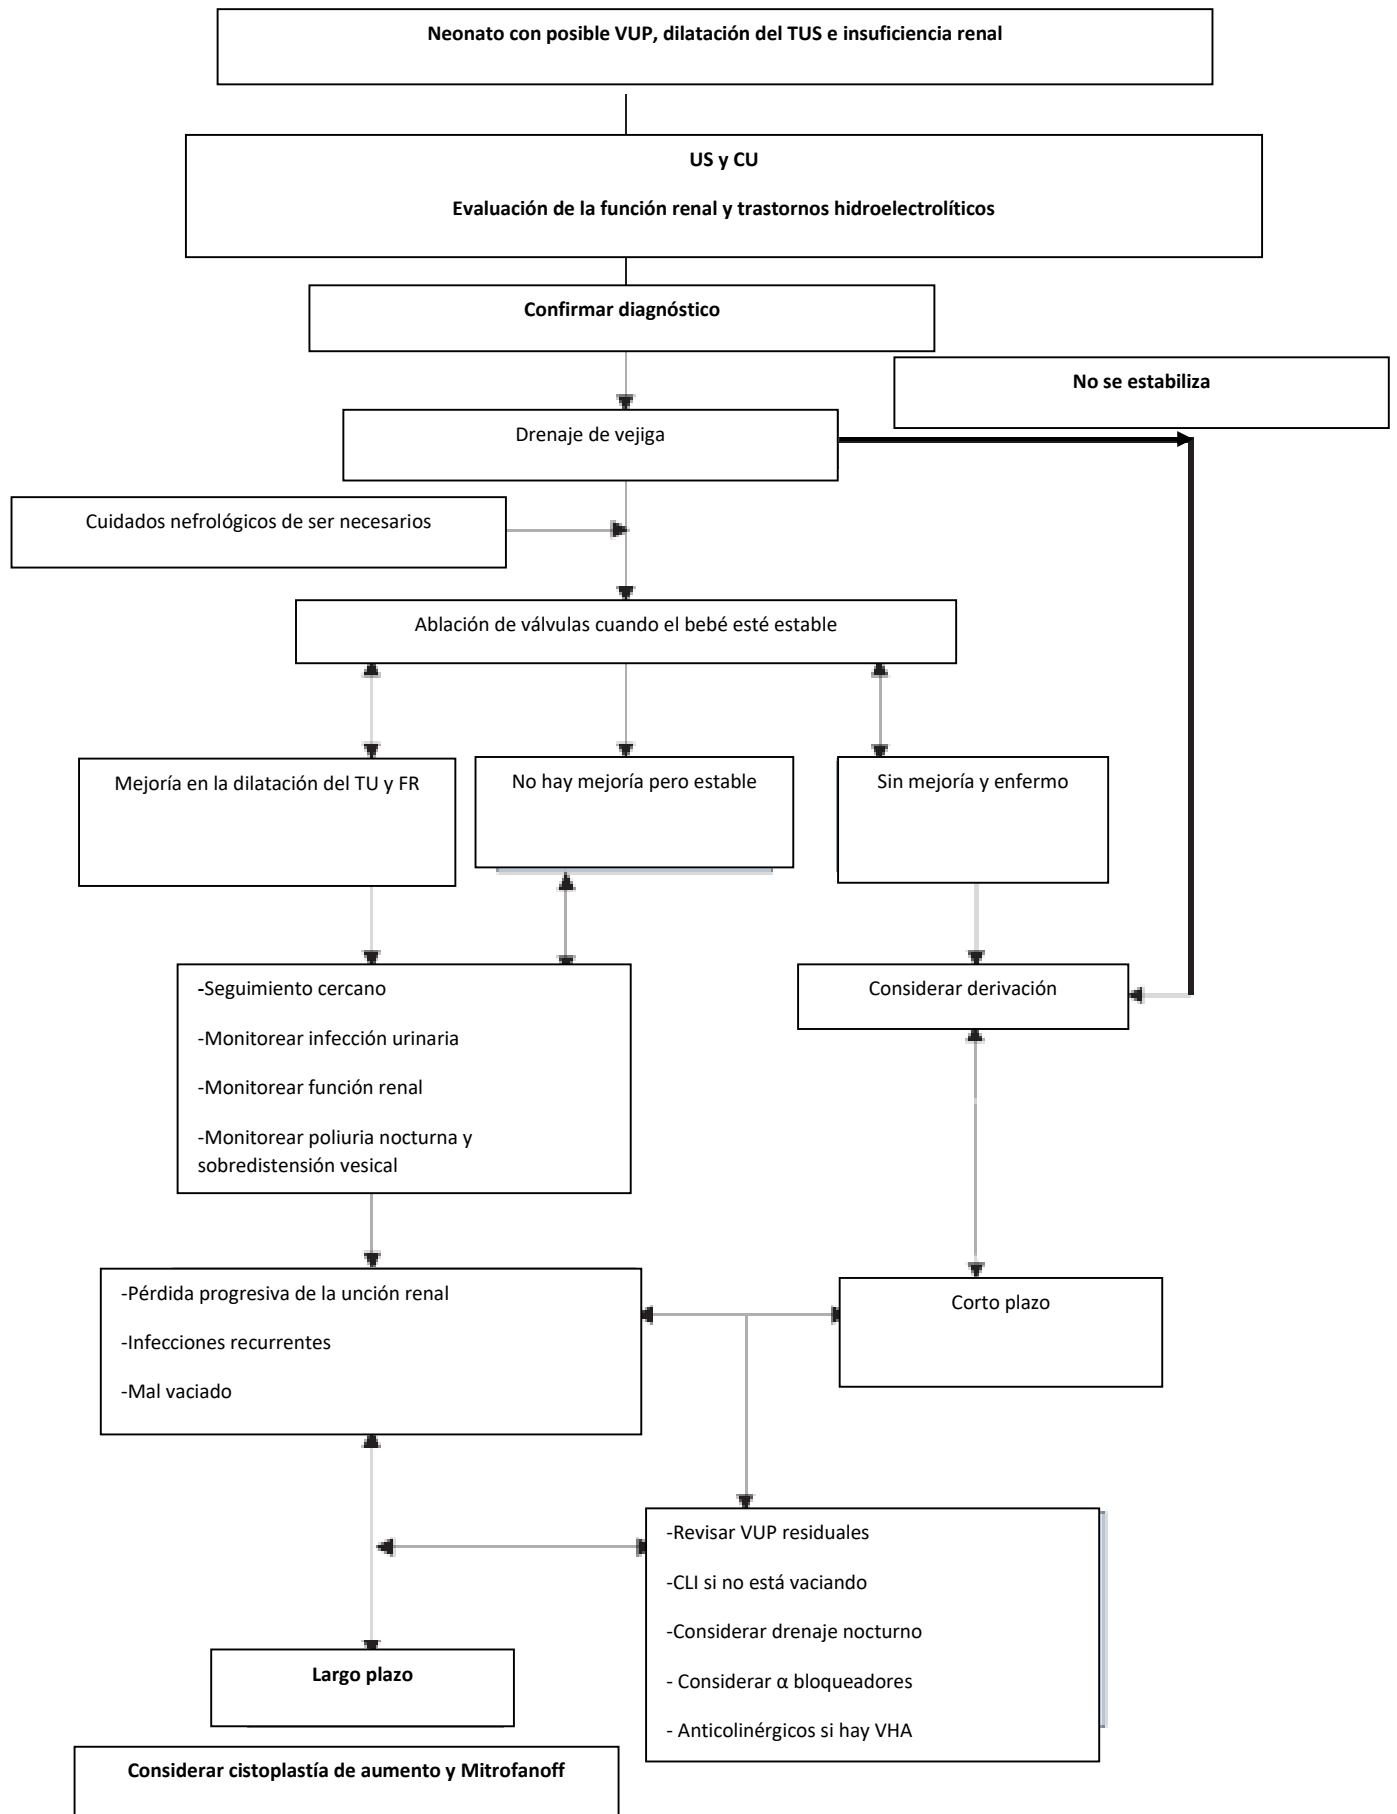 Neonato con posible VUP, dilatación del TUS e insuficiencia renal
US y CU
Evaluación de la función renal y trastornos hidroelectrolíticos
Confirmar diagnóstico
No se estabiliza
Drenaje de vejiga
Cuidados nefrológicos de ser necesarios
Ablación de válvulas cuando el bebé esté estable
Mejoría en la dilatación del TU y FR
No hay mejoría pero estable
Sin mejoría y enfermo
-Seguimiento cercano
-Monitorear infección urinaria
-Monitorear función renal
-Monitorear poliuria nocturna y
sobredistensión vesical
Considerar derivación
-Pérdida progresiva de la unción renal
-Infecciones recurrentes
-Mal vaciado
Corto plazo
-Revisar VUP residuales
-CLI si no está vaciando
-Considerar drenaje nocturno
- Considerar α bloqueadores
- Anticolinérgicos si hay VHA
Largo plazo
Considerar cistoplastía de aumento y Mitrofanoff